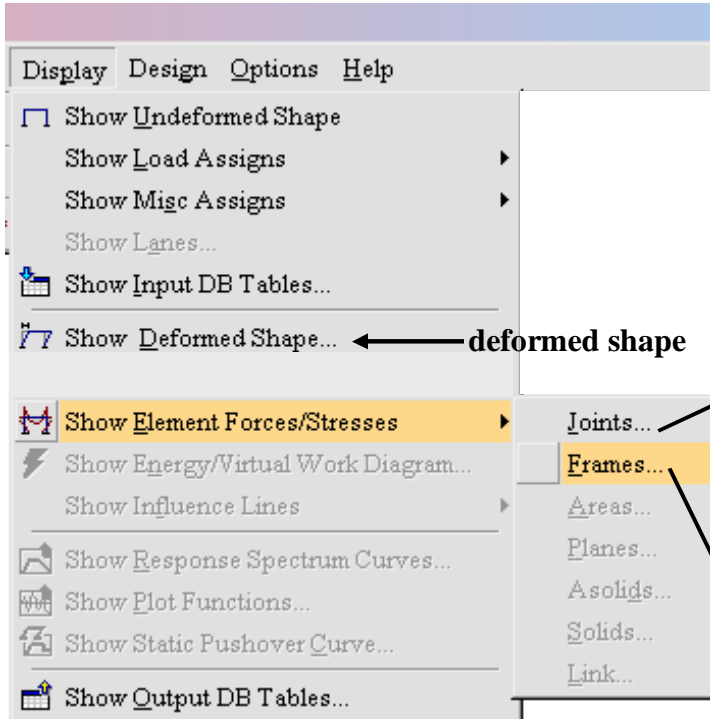 Display Design Options Help
Show Undeformed Shape
Show Load Assigns
Show Misc Assigns
Show Lanes...
Show Input DB Tables...
Show Deformed Shape... deformed shape
Show Element Forces/Stresses Joints...
Show Energy/Virtual Work Diagram... Frames...
Show Influence Lines Areas...
Show Response Spectrum Curves... Planes...
Show Plot Functions... Asolids...
Show Static Pushover Curve... Solids...
Show Output DB Tables... Link...